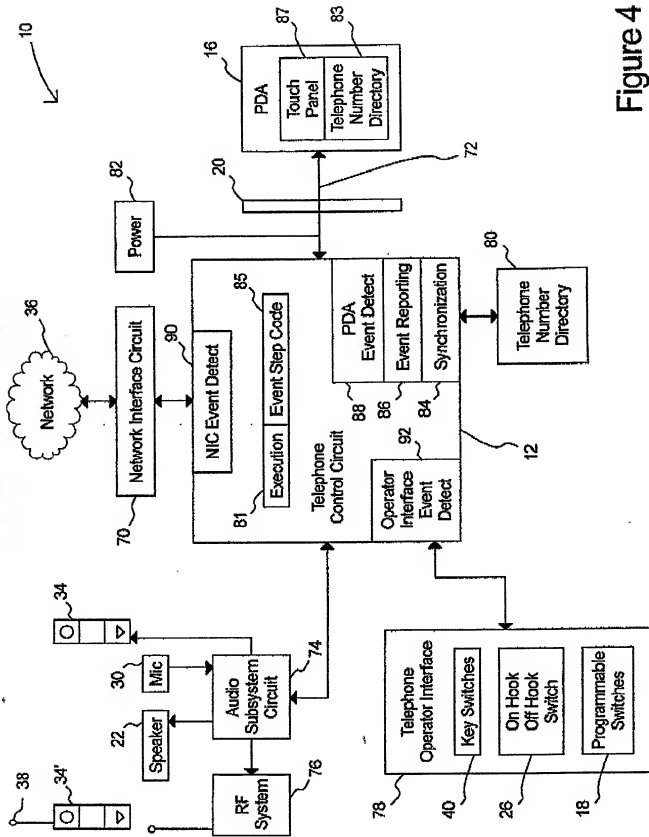 10
36
Network
82
Power
16
PDA
87
Touch
Panel
83
Telephone
Number
Directory
20
72
70
Network Interface Circuit
90
NIC Event Detect
81
Execution
85
Event Step Code
Telephone
Control Circuit
88
PDA
Event Detect
86
Event Reporting
84
Synchronization
92
Operator
Interface
Event
Detect
12
80
Telephone
Number
Directory
38
34'
34
30
Mic
22
Speaker
74
Audio
Subsystem
Circuit
76
RF
System
78
Telephone
Operator Interface
40
Key Switches
26
On Hook
Off Hook
Switch
18
Programmable
Switches
Figure 4